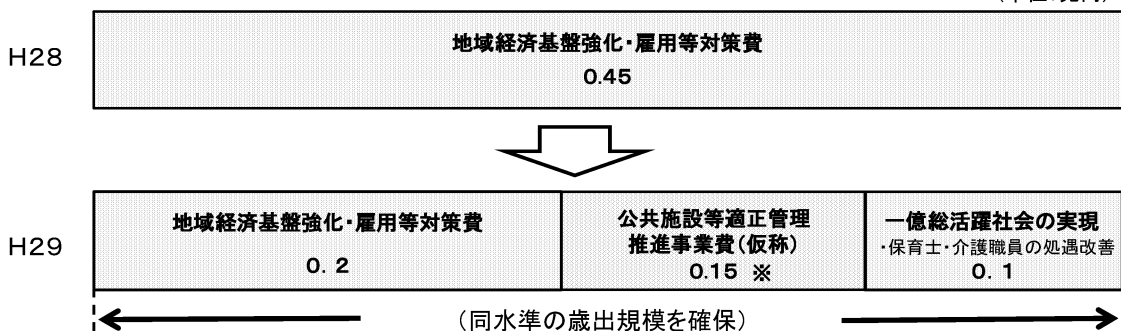 H28
地域経済基盤強化・雇用等対策費
0.45
H29
地域経済基盤強化・雇用等対策費
0.2
公共施設等適正管理
推進事業費(仮称)
0.15 ※
一億総活躍社会の実現
・保育士・介護職員の処遇改善
0.1
(同水準の歳出規模を確保)